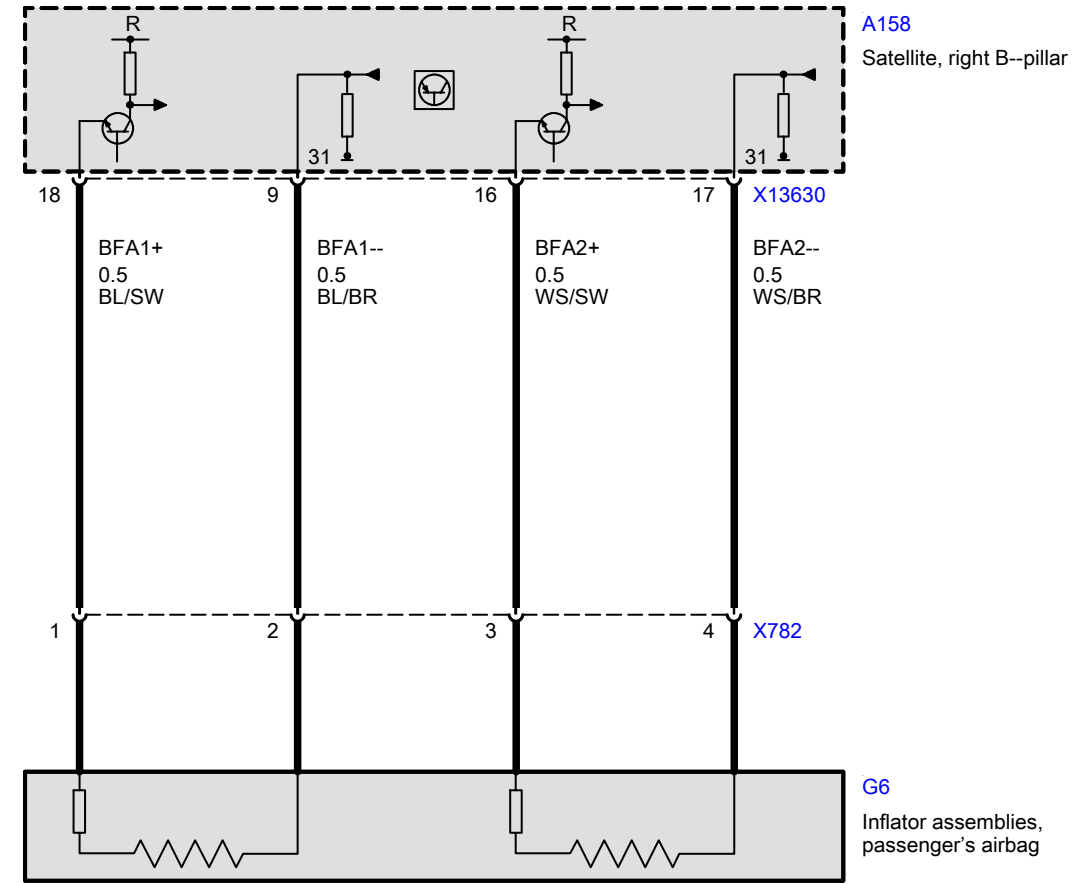 R
R
A158
Satellite, right B--pillar
31
31
18
9
16
17
X13630
BFA1+
0.5
BL/SW
BFA1--
0.5
BL/BR
BFA2+
0.5
WS/SW
BFA2--
0.5
WS/BR
1
2
3
4
X782
G6
Inflator assemblies,
passenger's airbag